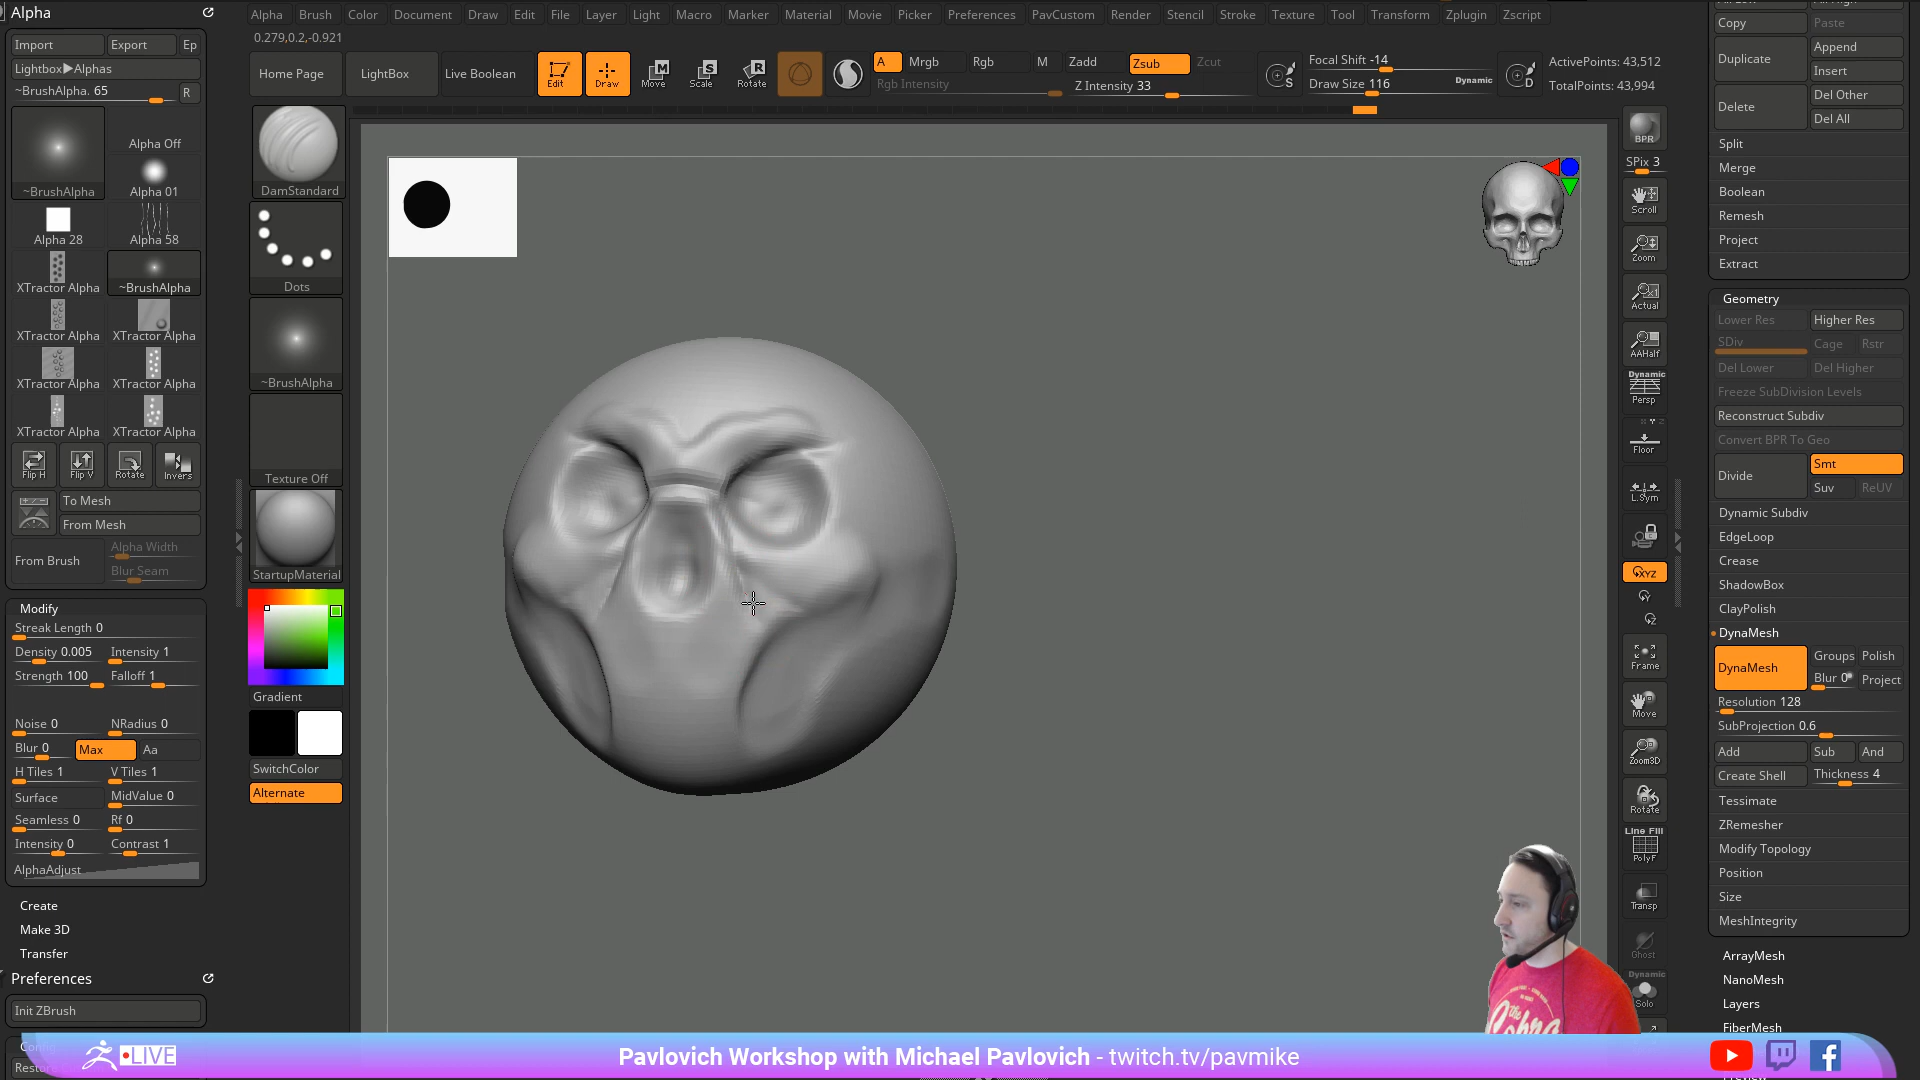 Alpha
Import Export Ep
Lightbox▶Alphas
~BrushAlpha. 65 R
~BrushAlpha
Alpha Off
Alpha 01
Alpha 28 Alpha 58
XTractor Alpha ~BrushAlpha
XTractor Alpha XTractor Alpha
XTractor Alpha XTractor Alpha
XTractor Alpha XTractor Alpha
Flip H Flip V Rotate Invers
To Mesh
From Mesh
From Brush Alpha Width
Blur Seam
Modify
Streak Length 0
Density 0.005 Intensity 1
Strength 100 Falloff 1
Noise 0 NRadius 0
Blur 0 Max Aa
H Tiles 1 V Tiles 1
Surface MidValue 0
Seamless 0 Rf 0
Intensity 0 Contrast 1
AlphaAdjust
Create
Make 3D
Transfer
Preferences
Init ZBrush
Alpha Brush Color Document Draw Edit File Layer Light Macro Marker Material Movie Picker Preferences PavCustom Render Stencil Stroke Texture Tool Transform Zplugin Zscript
0.279,0.2,-0.921
Home Page LightBox Live Boolean Edit Draw Move Scale Rotate
A Mrgb Rgb M Zadd Zsub Zcut
Rgb Intensity Z Intensity 33
Focal Shift -14
Draw Size 116 Dynamic
S D
ActivePoints: 43,512
TotalPoints: 43,994
DamStandard
Dots
~BrushAlpha
Texture Off
StartupMaterial
Gradient
SwitchColor
Alternate
BPR
SPix 3
Scroll
Zoom
Actual
AAHalf
Dynamic
Persp
Floor
L.Sym
XYZ
Frame
Move
Zoom3D
Rotate
Line Fill
PolyF
Transp
Ghost
Dynamic
Solo
Copy Paste
Duplicate Append
Insert
Delete Del Other
Del All
Split
Merge
Boolean
Remesh
Project
Extract
Geometry
Lower Res Higher Res
SDiv Cage Rstr
Del Lower Del Higher
Freeze SubDivision Levels
Reconstruct Subdiv
Convert BPR To Geo
Divide Smt
Suv ReUV
Dynamic Subdiv
EdgeLoop
Crease
ShadowBox
ClayPolish
DynaMesh
DynaMesh Groups Polish
Blur 0 Project
Resolution 128
SubProjection 0.6
Add Sub And
Create Shell Thickness 4
Tessimate
ZRemesher
Modify Topology
Position
Size
MeshIntegrity
ArrayMesh
NanoMesh
Layers
FiberMesh
the
Cobra
LIVE
Pavlovich Workshop with Michael Pavlovich - twitch.tv/pavmike